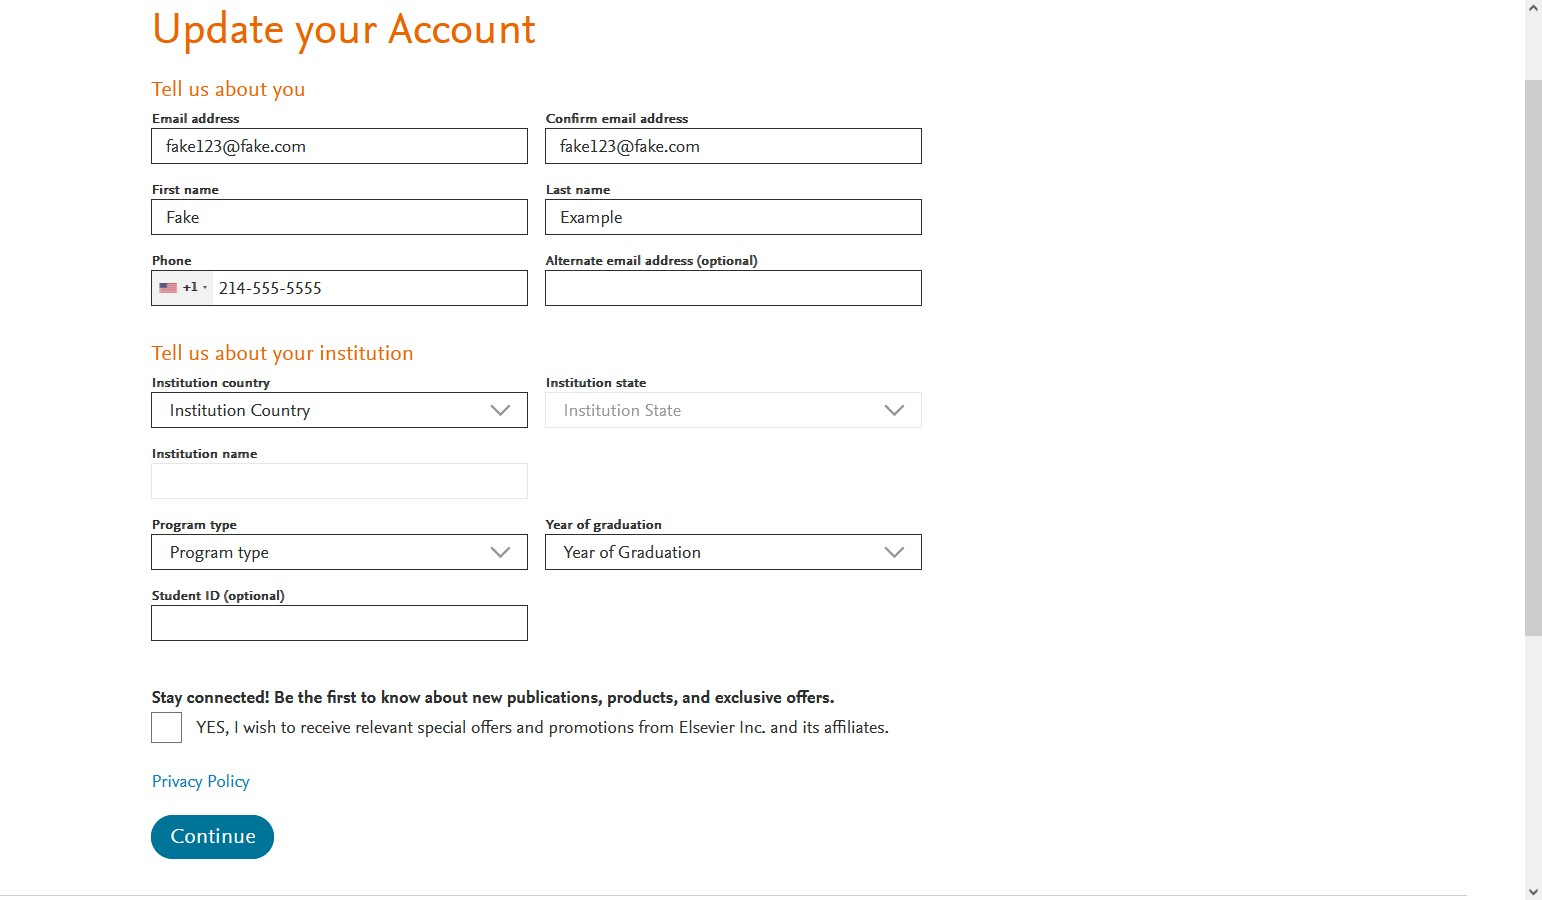 Update your Account
Tell us about you
Email address
Confirm email address
fake123@fake.com
fake123@fake.com
First name
Last name
Fake
Example
Phone
Alternate email address (optional)
+1 214-555-5555
Tell us about your institution
Institution country
Institution state
Institution Country
Institution State
Institution name
Program type
Year of graduation
Program type
Year of Graduation
Student ID (optional)
Stay connected! Be the first to know about new publications, products, and exclusive offers.
YES, I wish to receive relevant special offers and promotions from Elsevier Inc. and its affiliates.
Privacy Policy
Continue